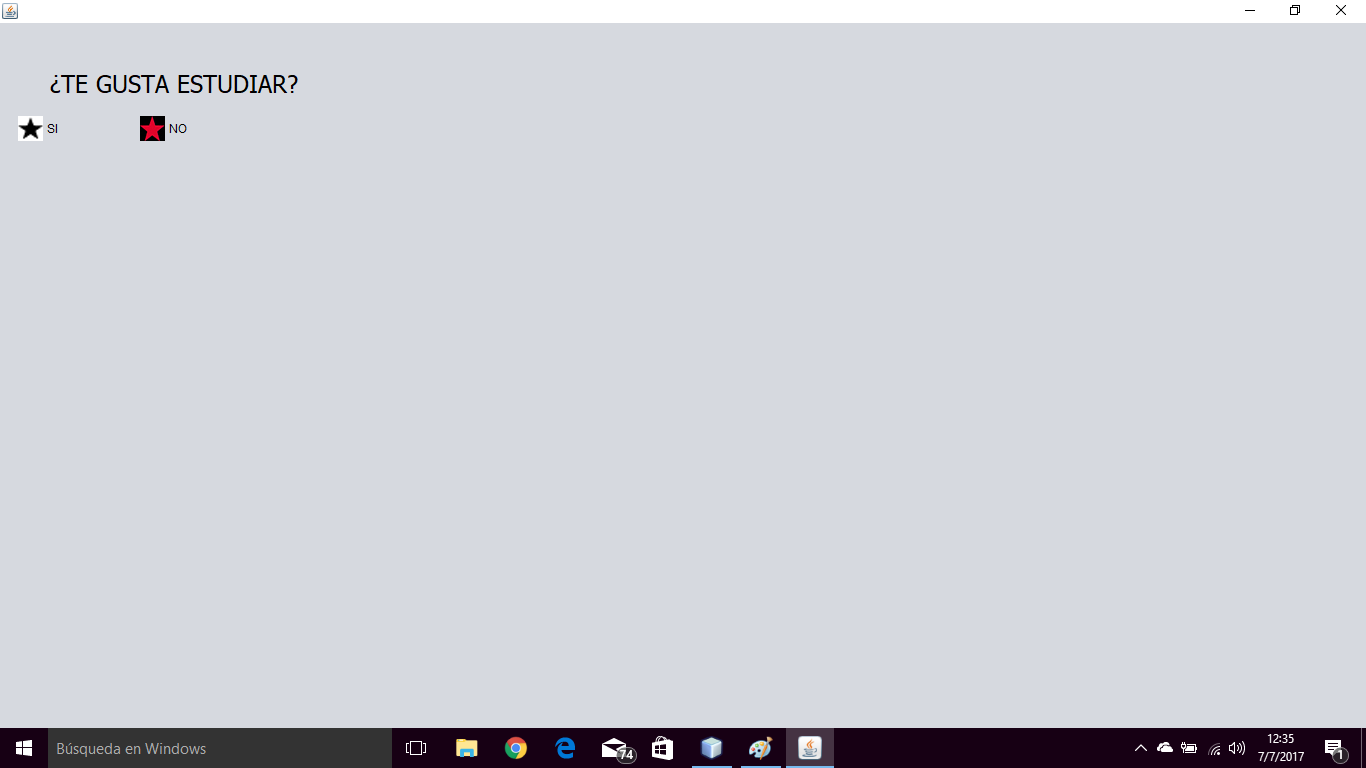 ¿TE GUSTA ESTUDIAR?
SI
NO
Búsqueda en Windows
74
12:35
7/7/2017
1